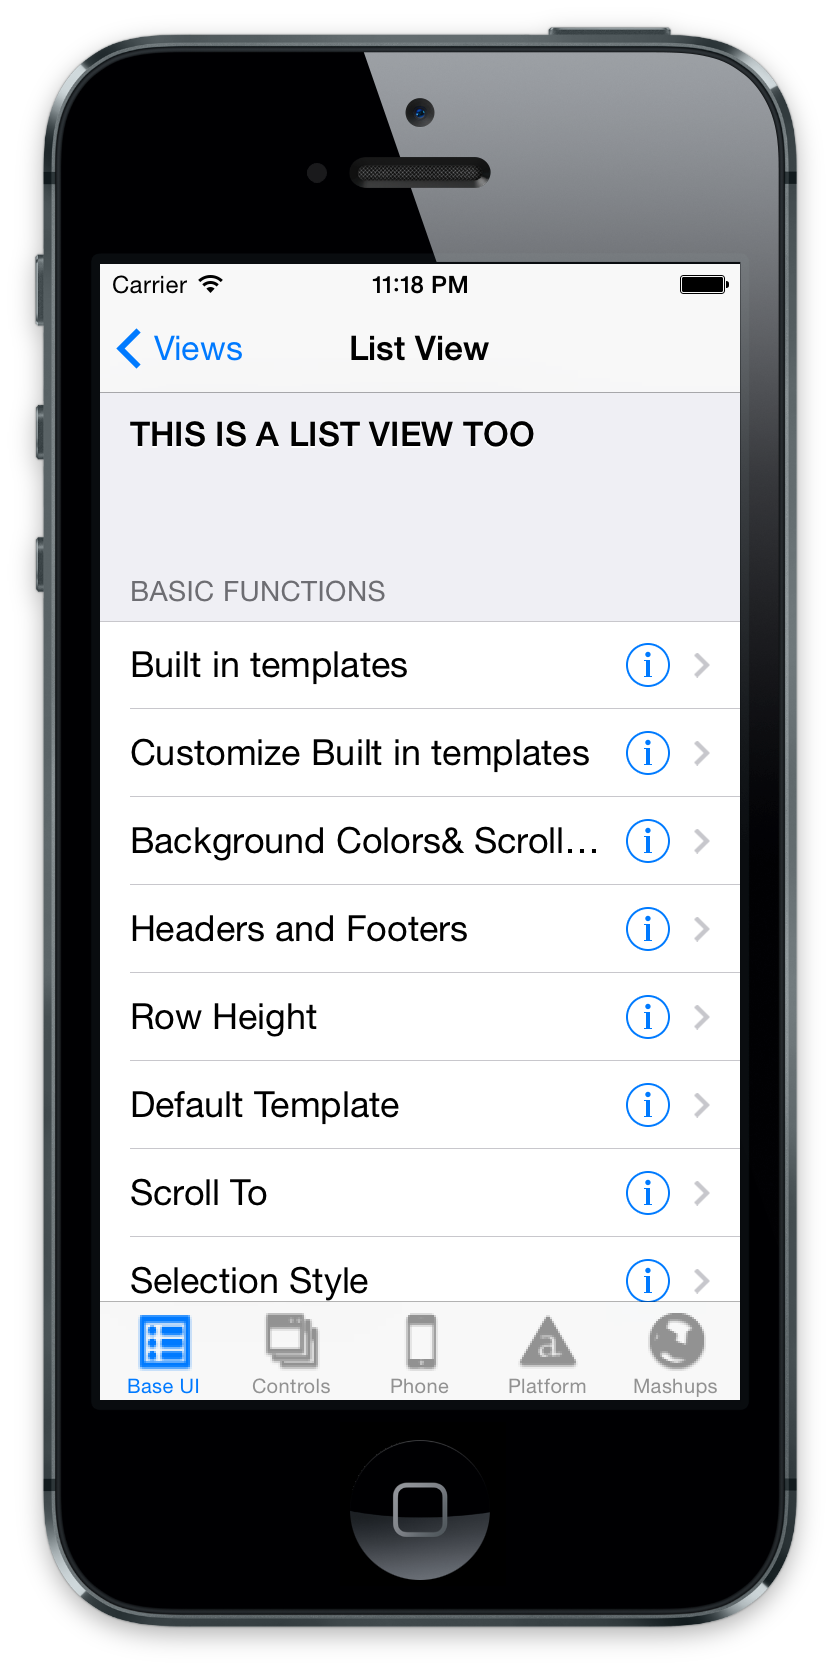 Carrier 11:18 PM
Views List View
THIS IS A LIST VIEW TOO
BASIC FUNCTIONS
Built in templates
Customize Built in templates
Background Colors& Scroll...
Headers and Footers
Row Height
Default Template
Scroll To
Selection Style
Base UI Controls Phone Platform Mashups